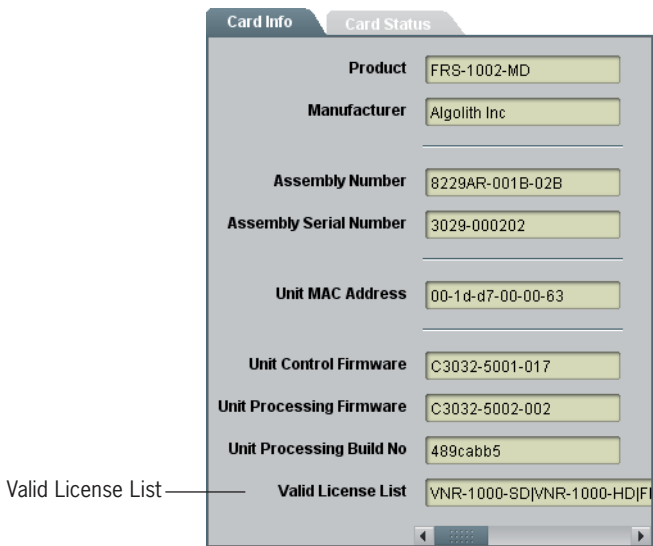 Card Info Card Status
Product FRS-1002-MD
Manufacturer Algolith Inc
Assembly Number 8229AR-001B-02B
Assembly Serial Number 3029-000202
Unit MAC Address 00-1d-d7-00-00-63
Unit Control Firmware C3032-5001-017
Unit Processing Firmware C3032-5002-002
Unit Processing Build No 489cabb5
Valid License List Valid License List VNR-1000-SD|VNR-1000-HD|